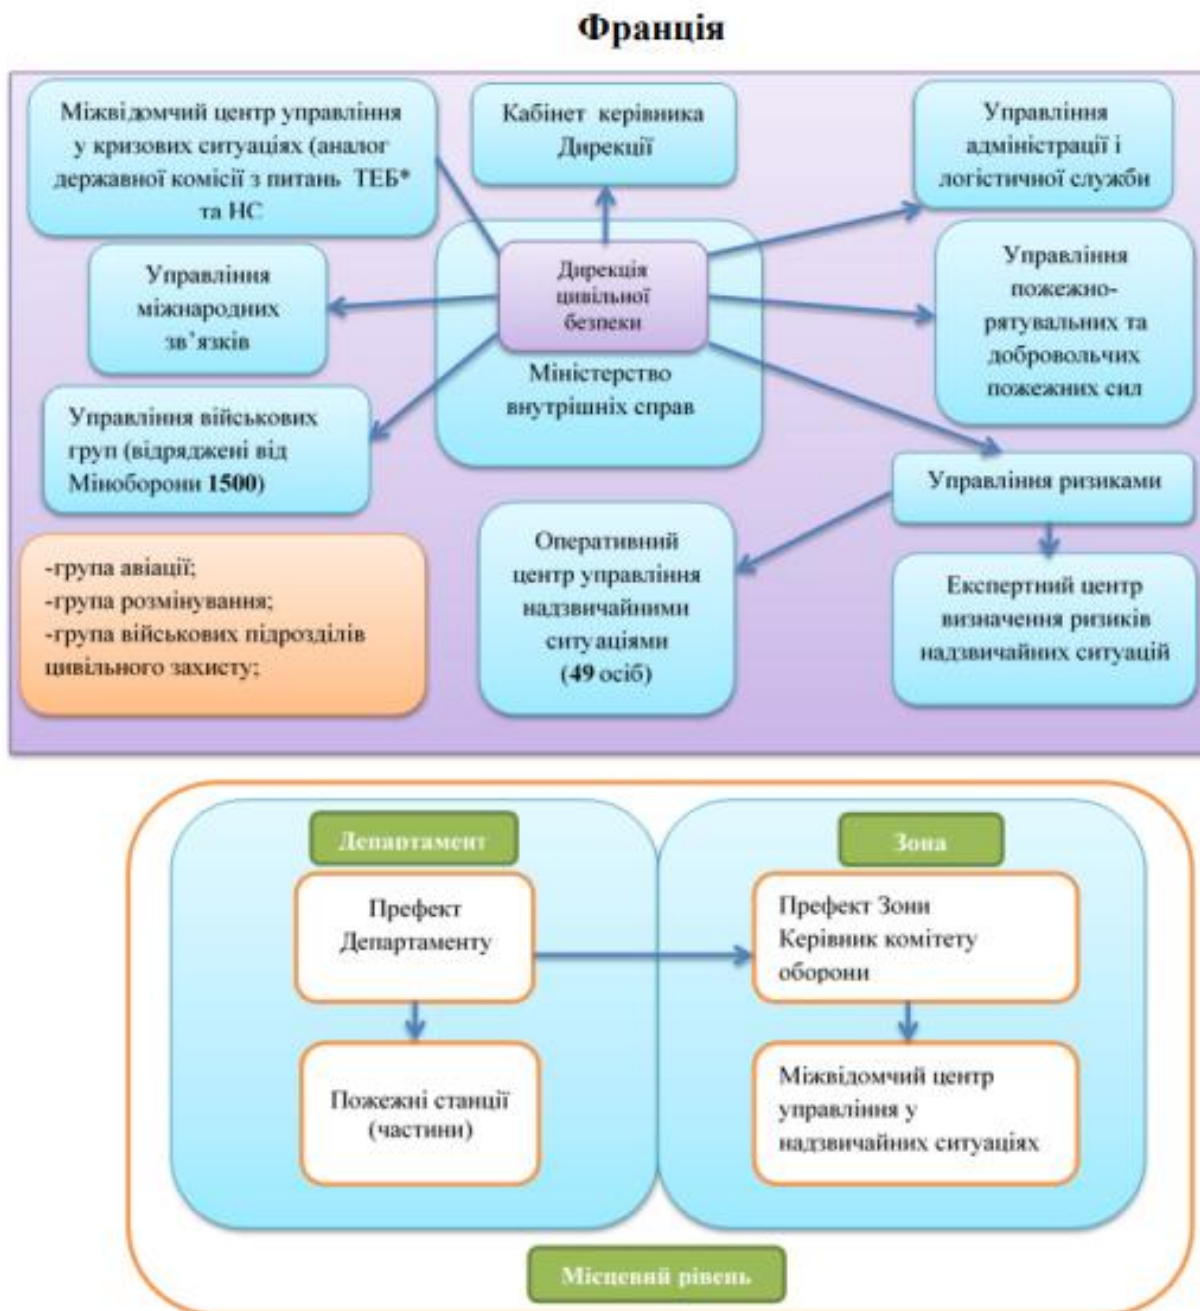 Франція
Міжвідомчий центр управління
у кризових ситуаціях (аналог
державної комісії з питань ТЕБ*
та НС
Кабінет керівника
Дирекції
Управління
адміністрації і
логістичної служби
Управління
міжнародних
зв’язків
Дирекція
цивільної
безпеки
Міністерство
внутрішніх справ
Управління
пожежно-
рятувальних та
добровольчих
пожежних сил
Управління військових
груп (відряджені від
Міноборони 1500)
Управління ризиками
-група авіації;
-група розмінування;
-група військових підрозділів
цивільного захисту;
Оперативний
центр управління
надзвичайними
ситуаціями
(49 осіб)
Експертний центр
визначення ризиків
надзвичайних ситуацій
Департамент
Префект
Департаменту
Пожежні станції
(частини)
Зона
Префект Зони
Керівник комітету
оборони
Міжвідомчий центр
управління у
надзвичайних ситуаціях
Місцевий рівень